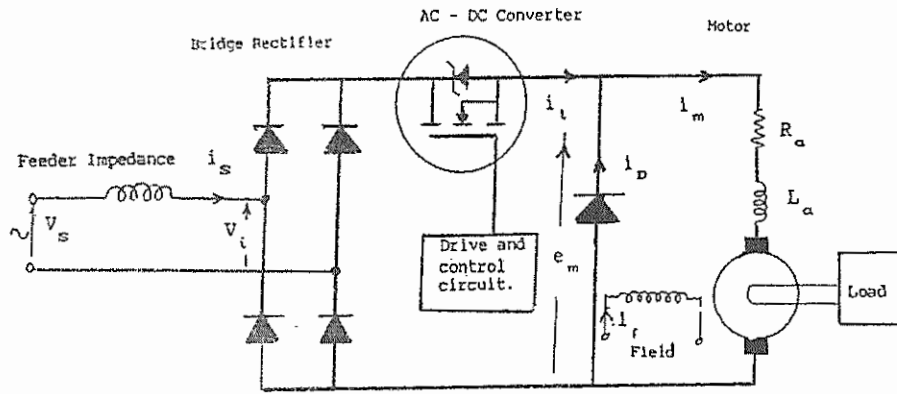 AC - DC Converter
Bridge Rectifier
Motor
Feeder Impedance
i_s
i_l
i_m
R_a
i_D
L_a
V_s
V_i
e_m
Drive and
control
circuit.
i_f
Field
Load